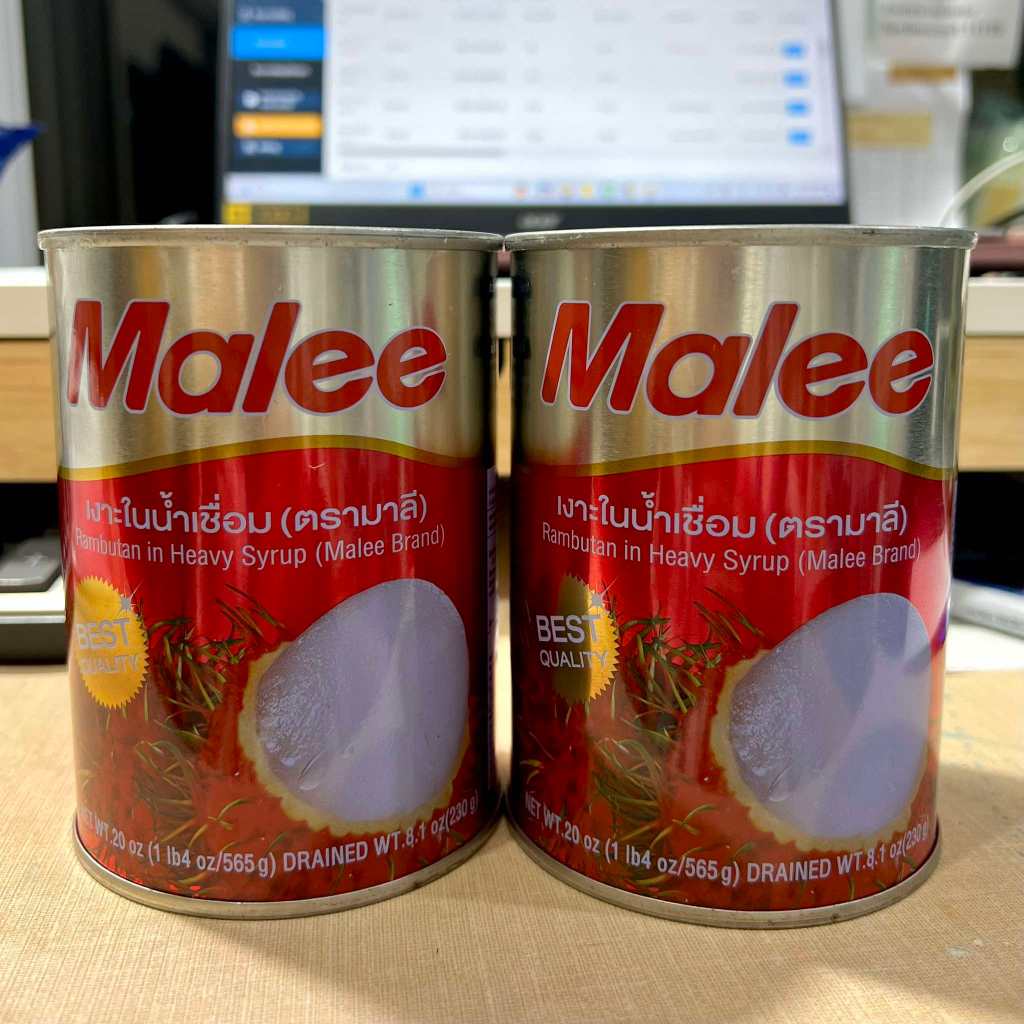 Malee
เงาะในน้ำเชื่อม (ตรามาลี)
Rambutan in Heavy Syrup (Malee Brand)
BEST
QUALITY
NET WT.20 oz (1 lb4 oz/565g) DRAINED WT.8.1 oz(230 g)
Malee
เงาะในน้ำเชื่อม (ตรามาลี)
Rambutan in Heavy Syrup (Malee Brand)
BEST
QUALITY
NET WT.20 oz (1 lb4 oz/565g) DRAINED WT.8.1 oz(230 g)
acer